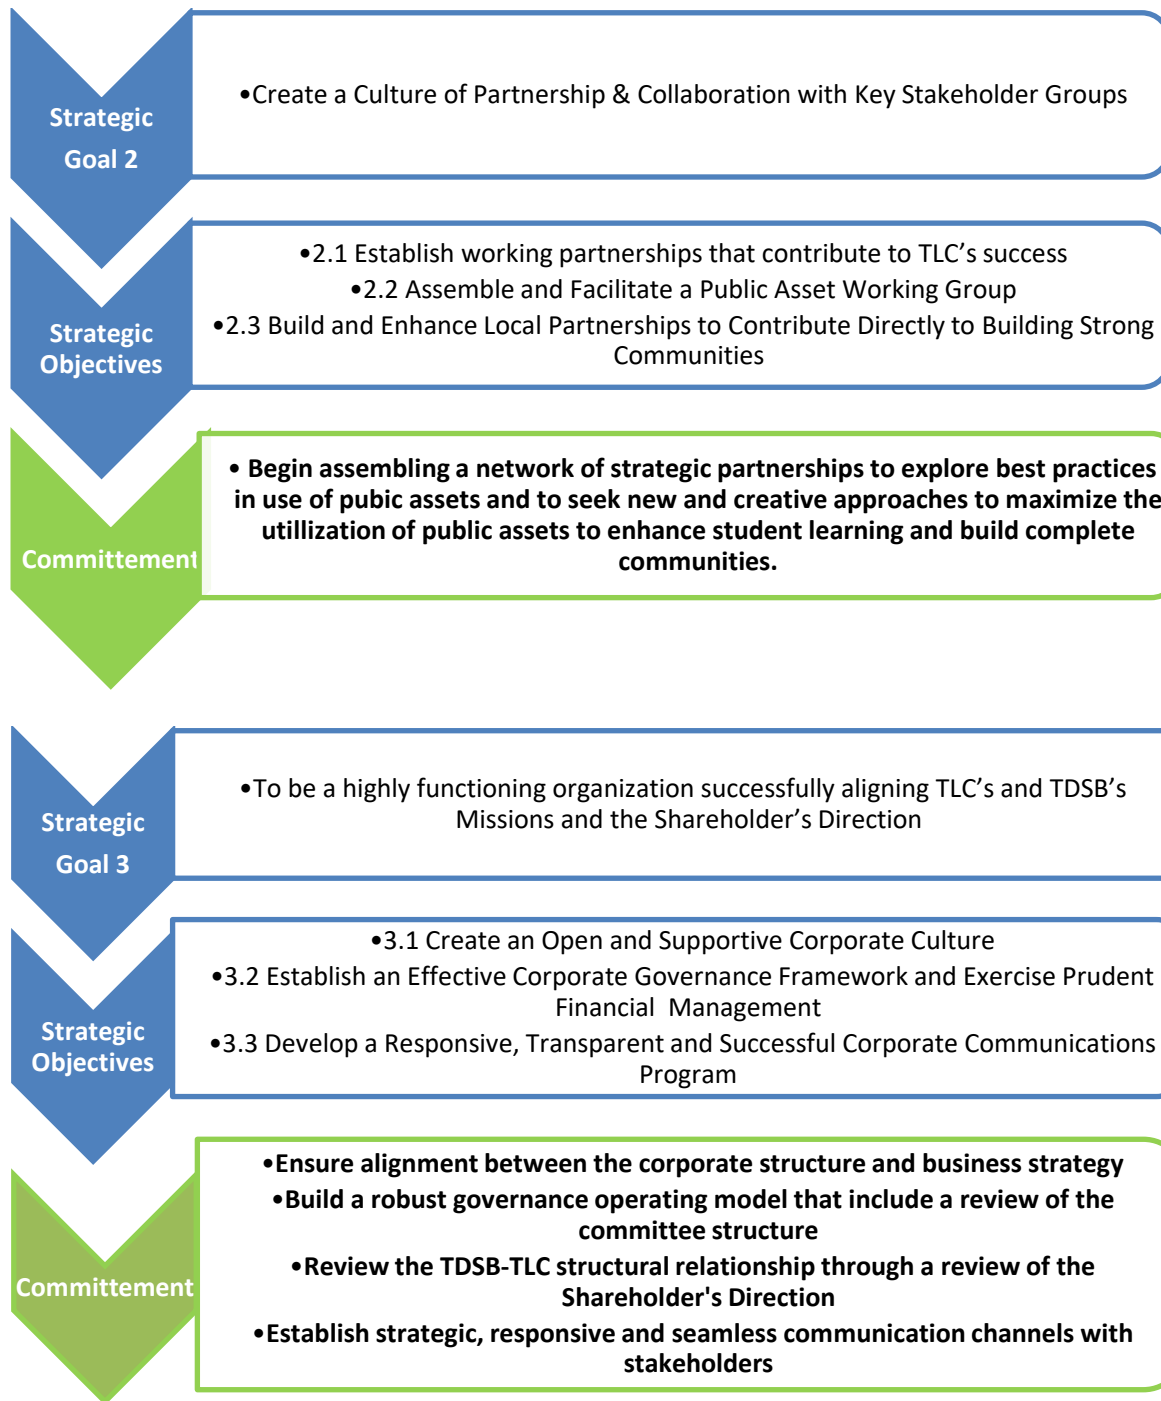 Strategic
Goal 2
•Create a Culture of Partnership & Collaboration with Key Stakeholder Groups
Strategic
Objectives
•2.1 Establish working partnerships that contribute to TLC’s success
•2.2 Assemble and Facilitate a Public Asset Working Group
•2.3 Build and Enhance Local Partnerships to Contribute Directly to Building Strong
Communities
Committement
• Begin assembling a network of strategic partnerships to explore best practices
in use of pubic assets and to seek new and creative approaches to maximize the
utillization of public assets to enhance student learning and build complete
communities.
Strategic
Goal 3
•To be a highly functioning organization successfully aligning TLC’s and TDSB’s
Missions and the Shareholder’s Direction
Strategic
Objectives
•3.1 Create an Open and Supportive Corporate Culture
•3.2 Establish an Effective Corporate Governance Framework and Exercise Prudent
Financial  Management
•3.3 Develop a Responsive, Transparent and Successful Corporate Communications
Program
Committement
•Ensure alignment between the corporate structure and business strategy
•Build a robust governance operating model that include a review of the
committee structure
•Review the TDSB-TLC structural relationship through a review of the
Shareholder's Direction
•Establish strategic, responsive and seamless communication channels with
stakeholders